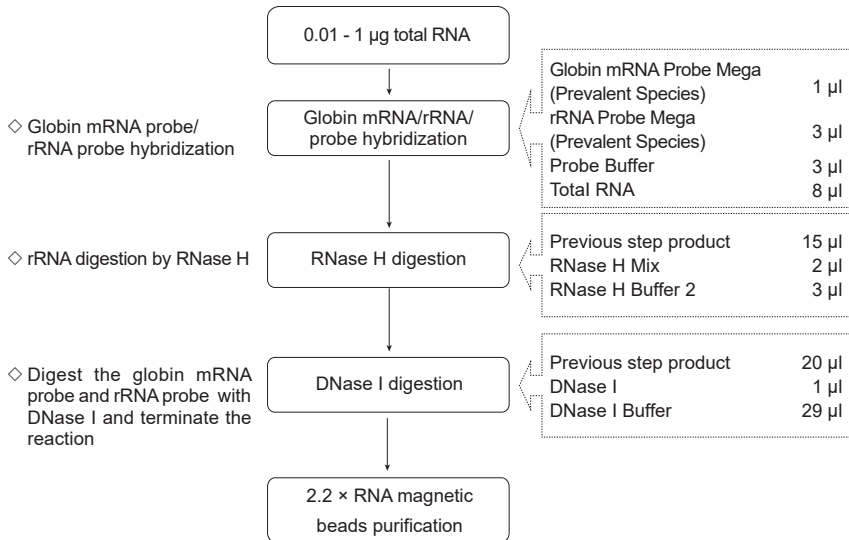 0.01 - 1 µg total RNA
◇ Globin mRNA probe/
rRNA probe hybridization
Globin mRNA/rRNA/
probe hybridization
Globin mRNA Probe Mega
(Prevalent Species) 1 µl
rRNA Probe Mega
(Prevalent Species) 3 µl
Probe Buffer 3 µl
Total RNA 8 µl
◇ rRNA digestion by RNase H
RNase H digestion
Previous step product 15 µl
RNase H Mix 2 µl
RNase H Buffer 2 3 µl
◇ Digest the globin mRNA
probe and rRNA probe with
DNase I and terminate the
reaction
DNase I digestion
Previous step product 20 µl
DNase I 1 µl
DNase I Buffer 29 µl
2.2 × RNA magnetic
beads purification